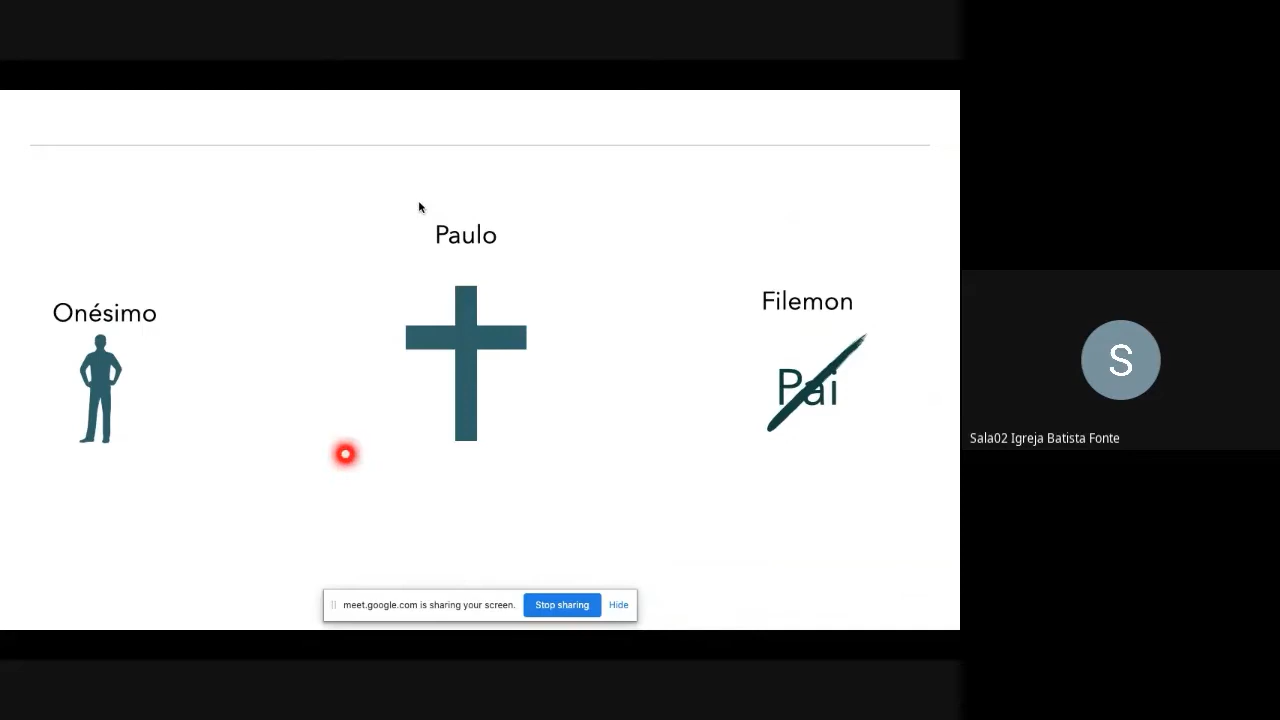 Paulo
Onésimo
Filemon
Pai
S
Sala02 Igreja Batista Fonte
meet.google.com is sharing your screen. Stop sharing Hide